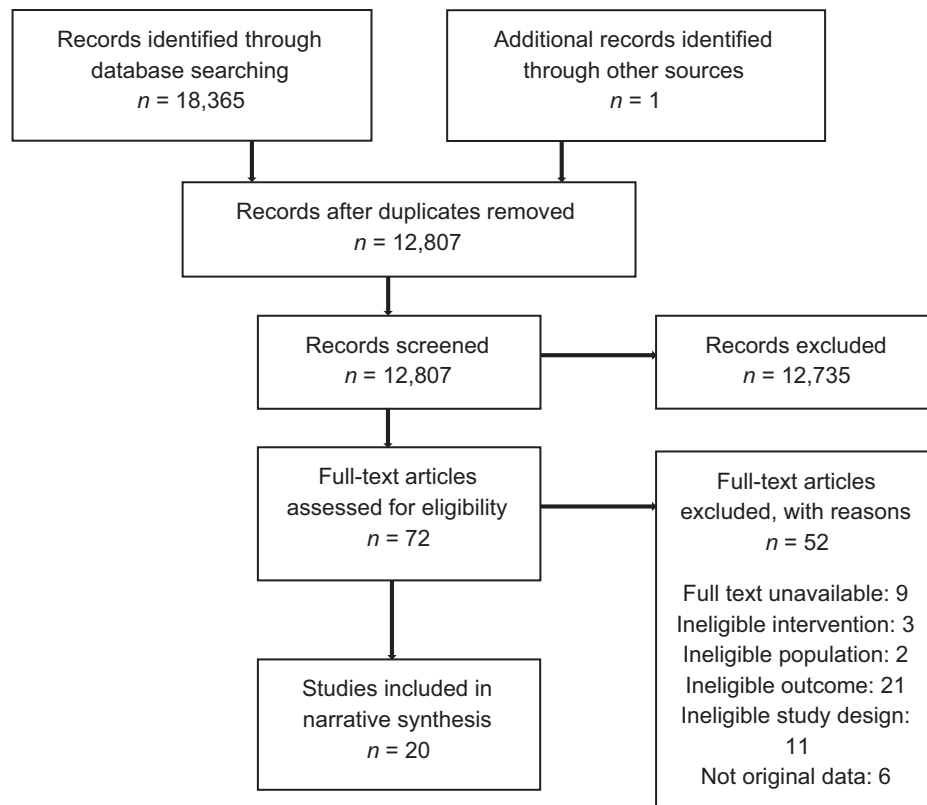 Records identified through
database searching
n = 18,365
Additional records identified
through other sources
n = 1
Records after duplicates removed
n = 12,807
Records screened
n = 12,807
Records excluded
n = 12,735
Full-text articles
assessed for eligibility
n = 72
Full-text articles
excluded, with reasons
n = 52
Full text unavailable: 9
Ineligible intervention: 3
Ineligible population: 2
Ineligible outcome: 21
Ineligible study design:
11
Not original data: 6
Studies included in
narrative synthesis
n = 20